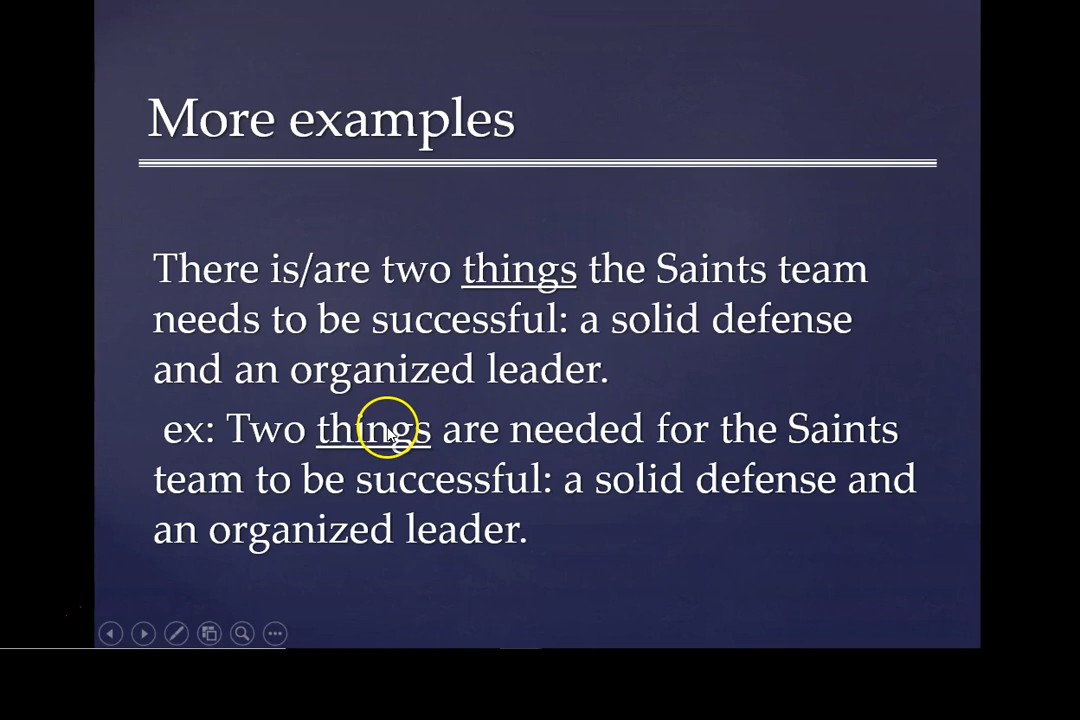 More examples
There is/are two things the Saints team
needs to be successful: a solid defense
and an organized leader.
ex: Two things are needed for the Saints
team to be successful: a solid defense and
an organized leader.